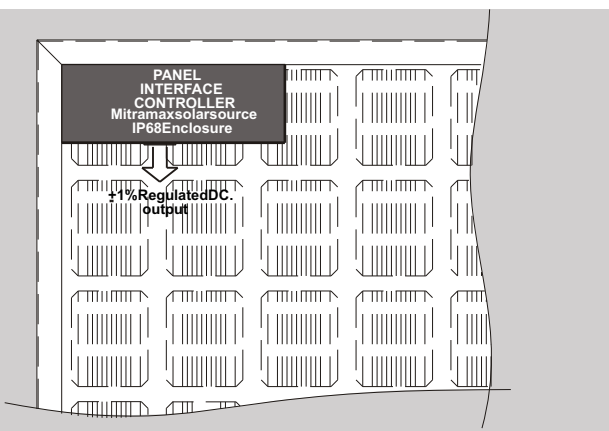 PANEL
INTERFACE
CONTROLLER
Mitramaxsolarsource
IP68Enclosure
±1%RegulatedDC.
output